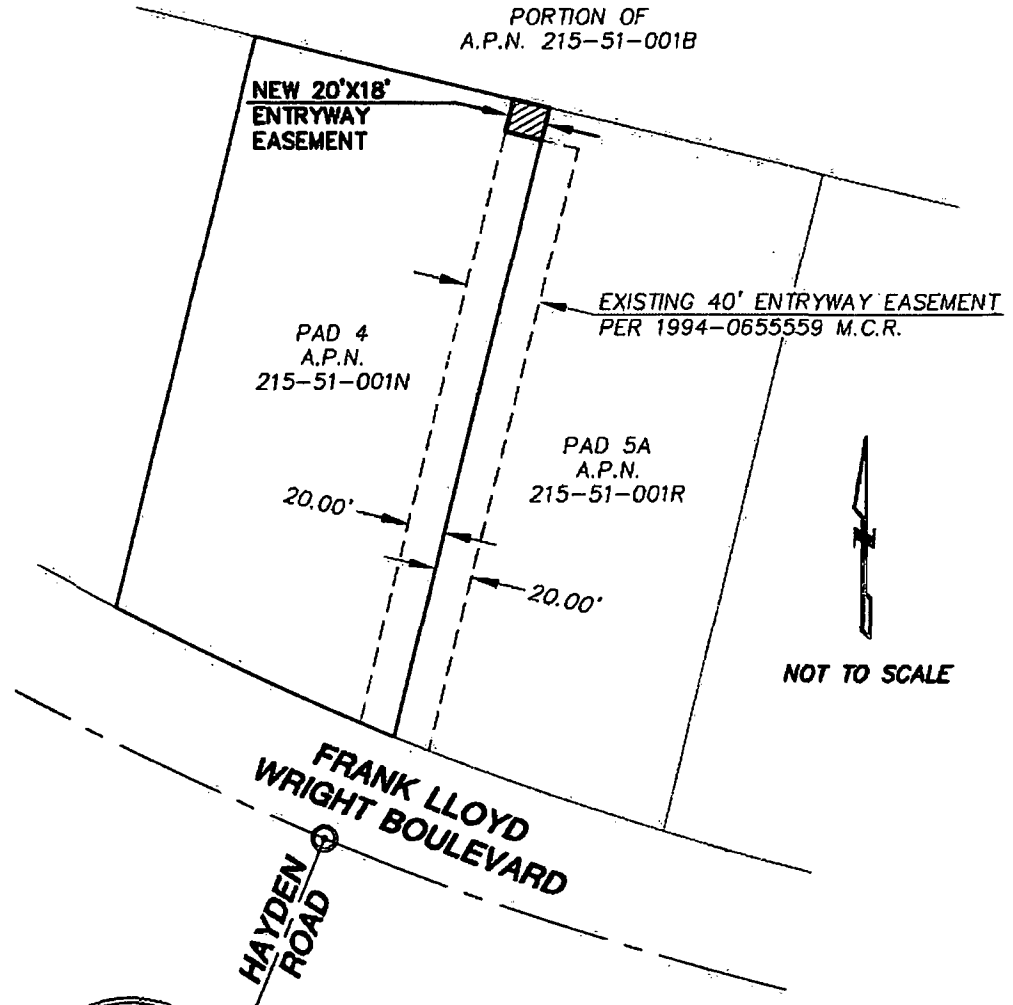 PORTION OF
A.P.N. 215-51-001B
NEW 20'X18'
ENTRYWAY
EASEMENT
EXISTING 40' ENTRYWAY EASEMENT
PER 1994-0655559 M.C.R.
PAD 4
A.P.N.
215-51-001N
PAD 5A
A.P.N.
215-51-001R
20.00'
20.00'
N
NOT TO SCALE
FRANK LLOYD
WRIGHT BOULEVARD
HAYDEN
ROAD